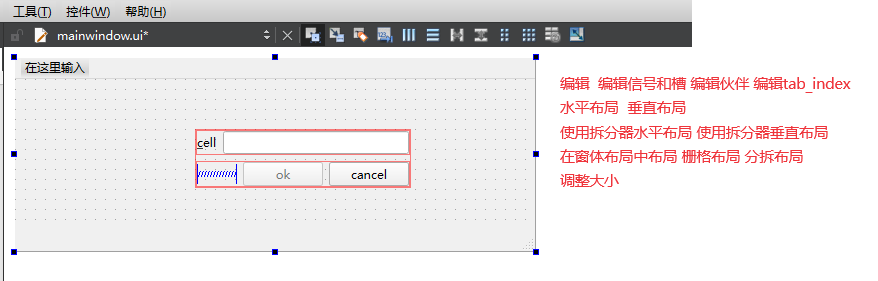 工具(T) 控件(W) 帮助(H)
mainwindow.ui*
在这里输入
cell
ok cancel
编辑 编辑信号和槽 编辑伙伴 编辑tab_index
水平布局 垂直布局
使用拆分器水平布局 使用拆分器垂直布局
在窗体布局中布局 栅格布局 分拆布局
调整大小